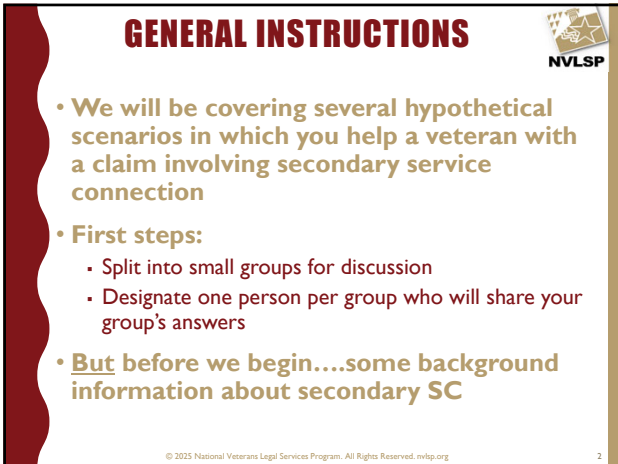 GENERAL INSTRUCTIONS
NVLSP
• We will be covering several hypothetical
scenarios in which you help a veteran with
a claim involving secondary service
connection
• First steps:
▪ Split into small groups for discussion
▪ Designate one person per group who will share your
group's answers
• But before we begin....some background
information about secondary SC
© 2025 National Veterans Legal Services Program. All Rights Reserved. nvlsp.org
2